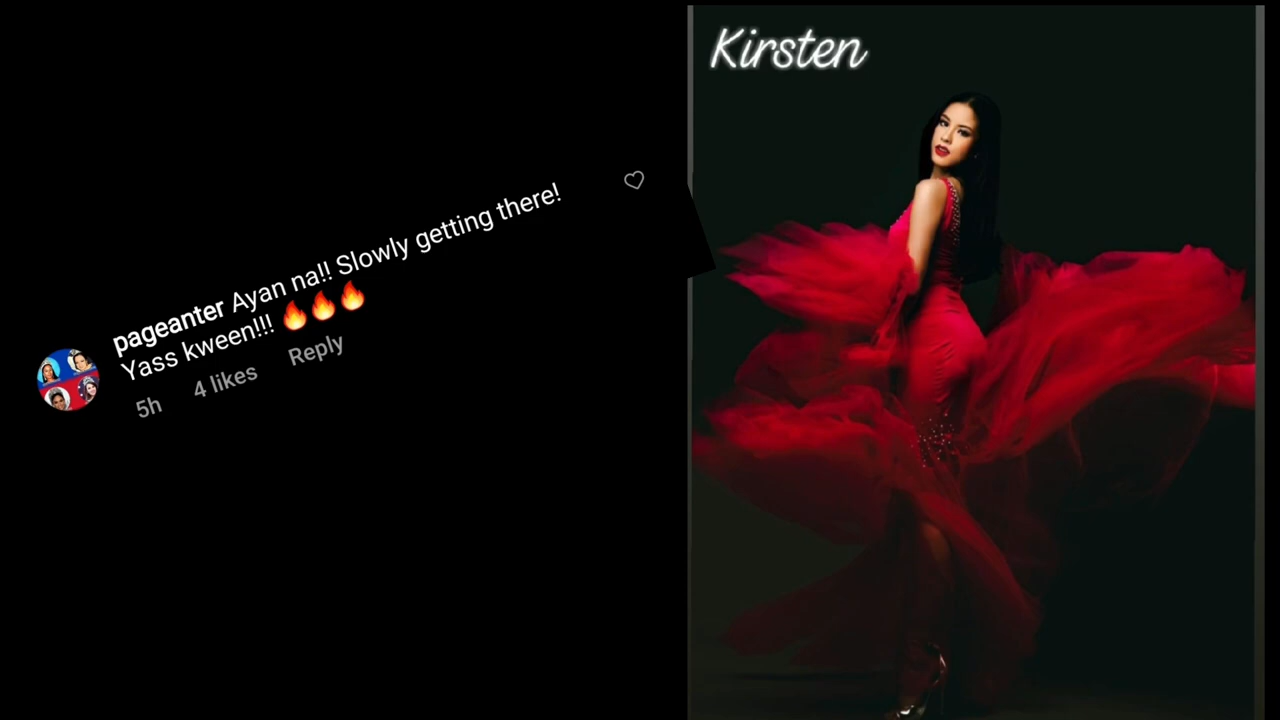 Kirsten
pageanter Ayan na!! Slowly getting there!
Yass kween!!! 🔥🔥🔥
5h 4 likes Reply